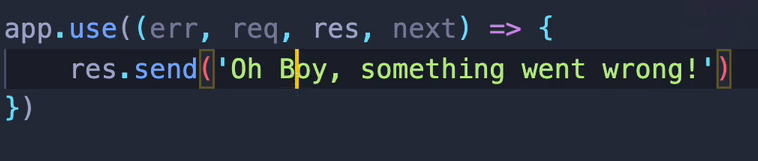 app.use((err, req, res, next) => {
    res.send('Oh Boy, something went wrong!')
})